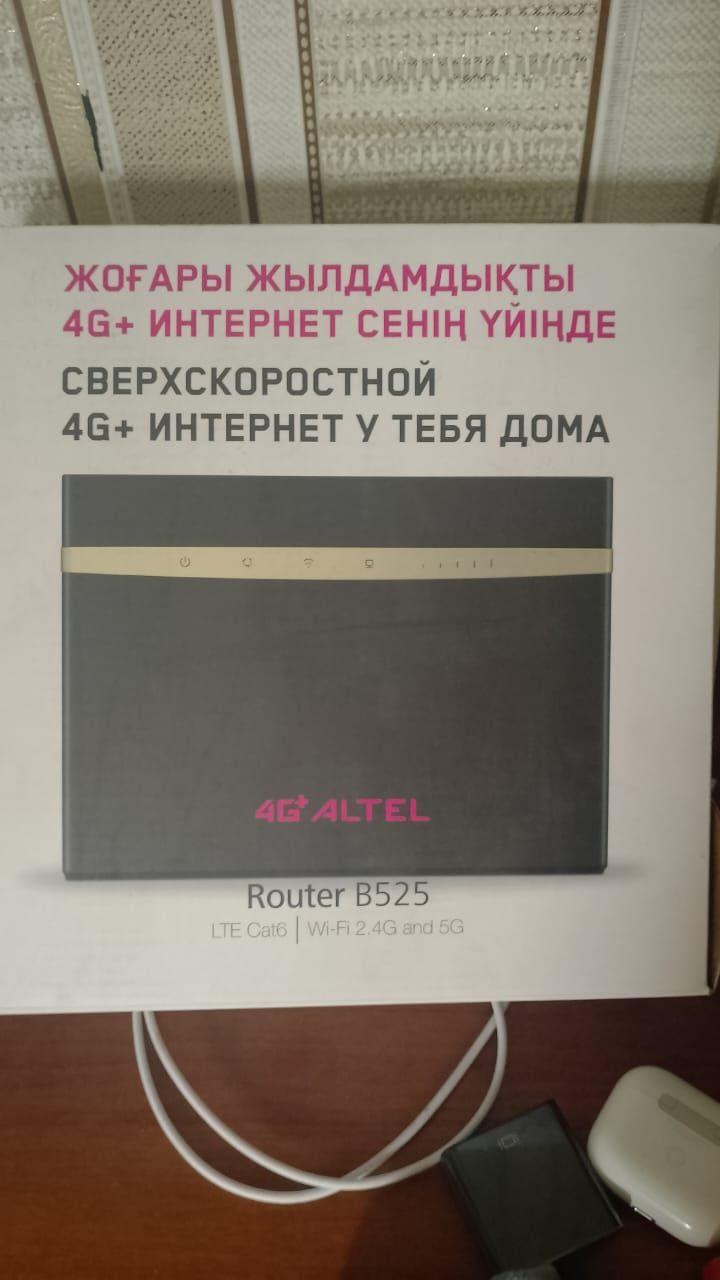 ЖОҒАРЫ ЖЫЛДАМДЫҚТЫ
4G+ ИНТЕРНЕТ СЕНІҢ ҮЙІҢДЕ
СВЕРХСКОРОСТНОЙ
4G+ ИНТЕРНЕТ У ТЕБЯ ДОМА
4G+ ALTEL
Router B525
LTE Cat6 | Wi-Fi 2.4G and 5G